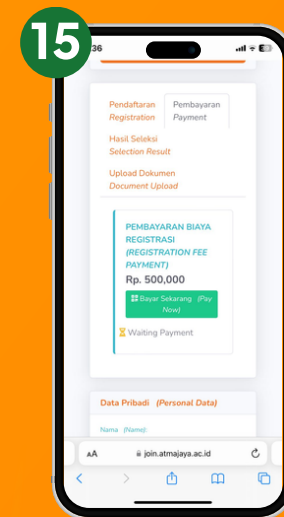 15
36
Pendaftaran Pembayaran
Registration Payment
Hasil Seleksi
Selection Result
Upload Dokumen
Document Upload
PEMBAYARAN BIAYA
REGISTRASI
(REGISTRATION FEE
PAYMENT)
Rp. 500,000
Bayar Sekarang (Pay
Now)
Waiting Payment
Data Pribadi (Personal Data)
Nama (Name)
AA join.atmajaya.ac.id